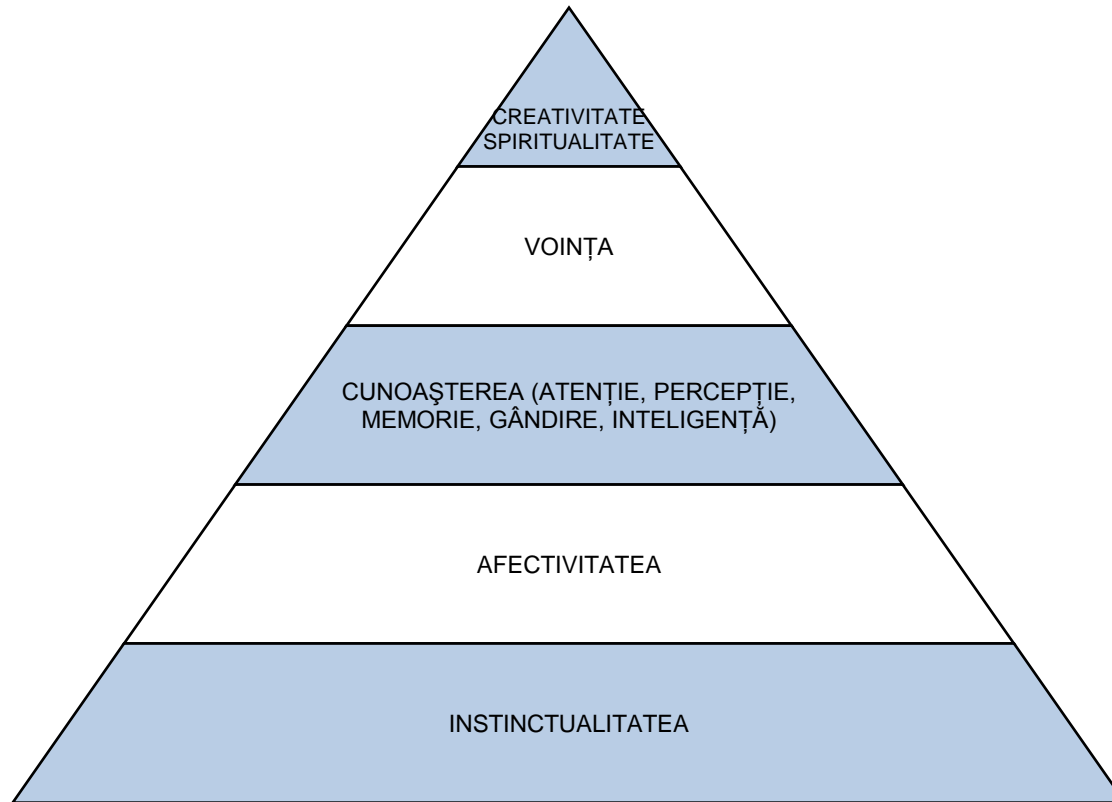 CREATIVITATE
SPIRITUALITATE
VOINȚA
CUNOAŞTEREA (ATENȚIE, PERCEPȚIE,
MEMORIE, GÂNDIRE, INTELIGENȚĂ)
AFECTIVITATEA
INSTINCTUALITATEA